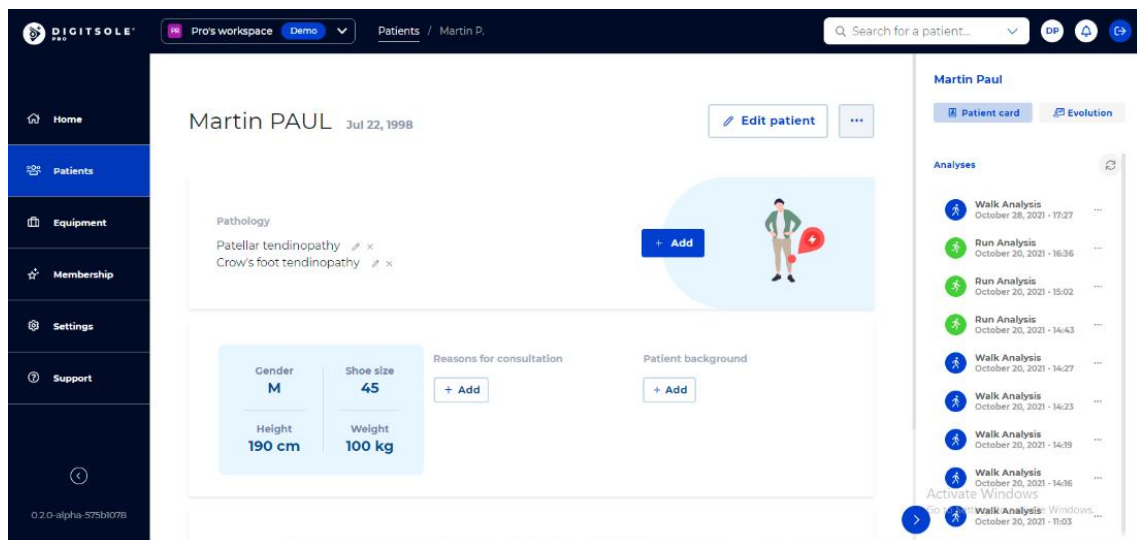 DIGITSOLE
PRO
PR Pro's workspace Demo
Patients / Martin P.
Search for a patient...
DP
Home
Patients
Equipment
Membership
Settings
Support
0.2.0-alpha-575b1078
Martin PAUL Jul 22, 1998
Edit patient
...
Pathology
Patellar tendinopathy
Crow's foot tendinopathy
+ Add
Gender
M
Shoe size
45
Height
190 cm
Weight
100 kg
Reasons for consultation
+ Add
Patient background
+ Add
Martin Paul
Patient card
Evolution
Analyses
Walk Analysis
October 28, 2021 - 17:27
Run Analysis
October 20, 2021 - 16:36
Run Analysis
October 20, 2021 - 15:02
Run Analysis
October 20, 2021 - 14:43
Walk Analysis
October 20, 2021 - 14:27
Walk Analysis
October 20, 2021 - 14:23
Walk Analysis
October 20, 2021 - 14:19
Walk Analysis
October 20, 2021 - 14:16
Walk Analysis
October 20, 2021 - 11:03
Activate Windows
Go to Windows.